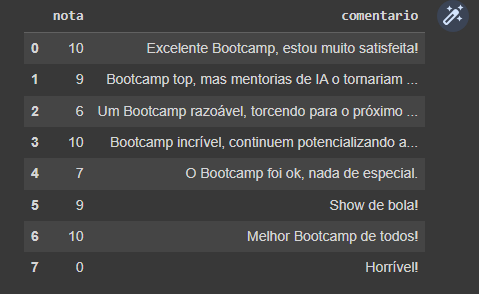 nota comentario
0 10 Excelente Bootcamp, estou muito satisfeita!
1 9 Bootcamp top, mas mentorias de IA o tornariam ...
2 6 Um Bootcamp razoável, torcendo para o próximo ...
3 10 Bootcamp incrível, continuem potencializando a...
4 7 O Bootcamp foi ok, nada de especial.
5 9 Show de bola!
6 10 Melhor Bootcamp de todos!
7 0 Horrível!